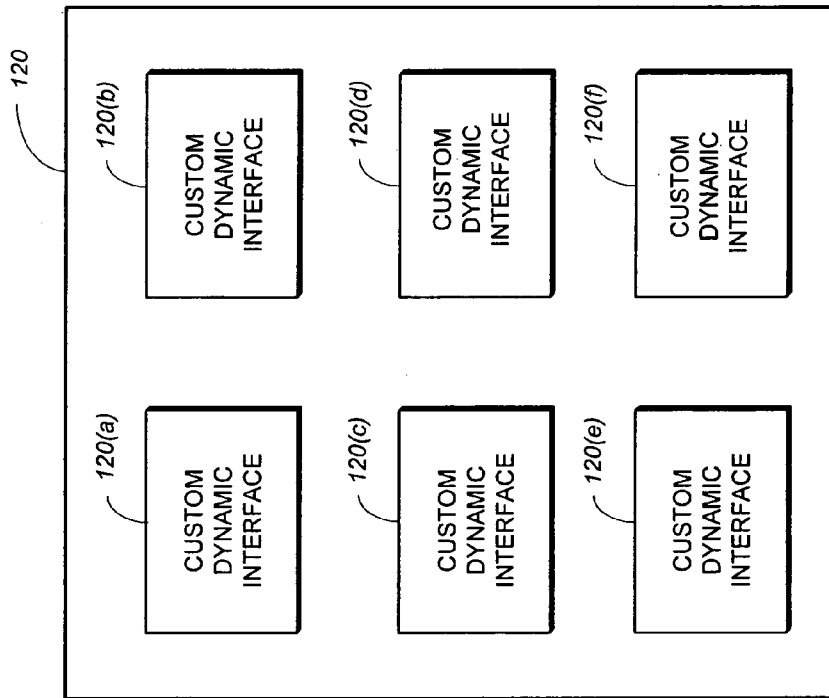 120
120(a)
CUSTOM
DYNAMIC
INTERFACE
120(b)
CUSTOM
DYNAMIC
INTERFACE
120(c)
CUSTOM
DYNAMIC
INTERFACE
120(d)
CUSTOM
DYNAMIC
INTERFACE
120(e)
CUSTOM
DYNAMIC
INTERFACE
120(f)
CUSTOM
DYNAMIC
INTERFACE